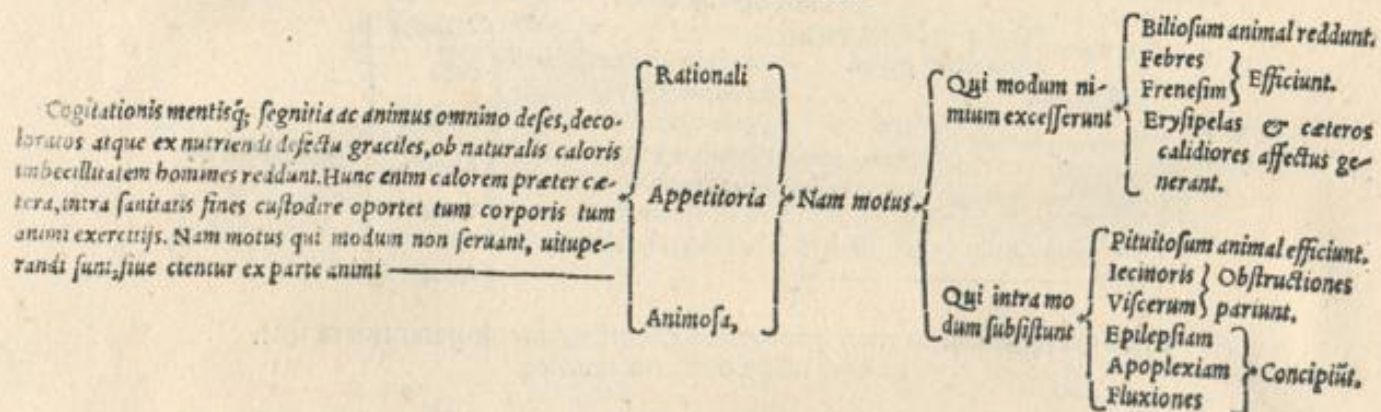 Cogitationis mentisq́; ſegnitia ac animus omnino deſes, deco-
loratos atque ex nutriendi defectu graciles, ob naturalis caloris
imbecillitatem homines reddunt. Hunc enim calorem præter cæ-
tera, intra ſanitatis fines cuſtodire oportet tum corporis tum
animi exercitijs. Nam motus qui modum non ſeruant, uitupe-
randi ſunt, ſiue cientur ex parte animi
Rationali
Appetitoria
Animoſa,
Nam motus
Qui modum ni-
mium exceſſerunt
Bilioſum animal reddunt.
Febres
Freneſim
Efficiunt.
Eryſipelas & cæteros
calidiores affectus ge-
nerant.
Qui intra mo
dum ſubſiſtunt
Pituitoſum animal efficiunt.
Iecinoris
Viſcerum
Obſtructiones
pariunt.
Epilepſiam
Apoplexiam
Fluxiones
Concipiũt.